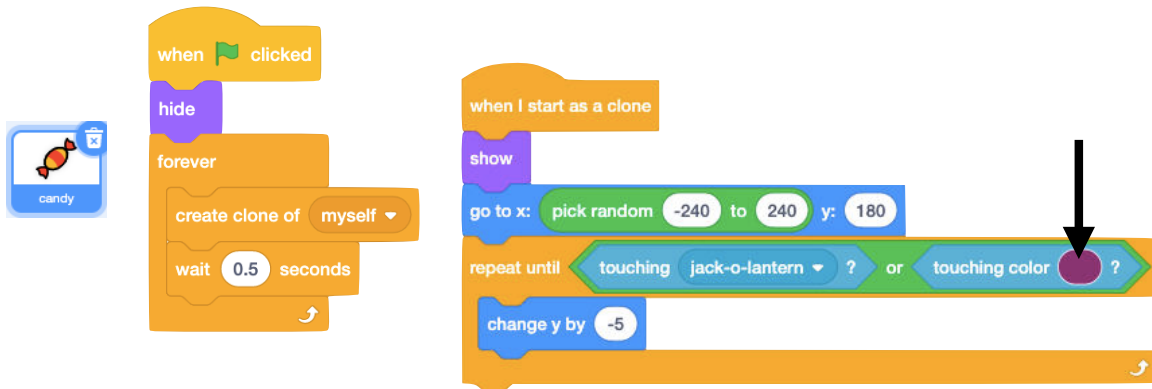 candy
when clicked
hide
forever
create clone of myself
wait 0.5 seconds
when I start as a clone
show
go to x: pick random -240 to 240 y: 180
repeat until touching jack-o-lantern ? or touching color ?
change y by -5